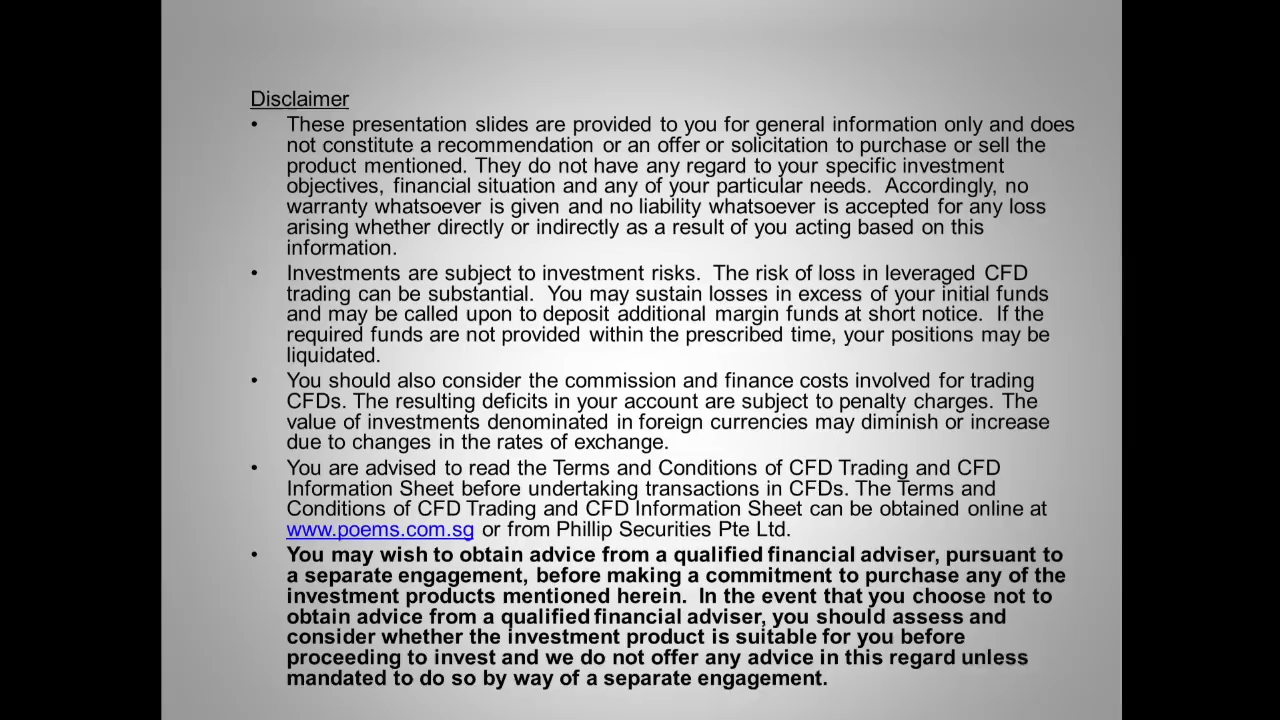 Disclaimer
• These presentation slides are provided to you for general information only and does
not constitute a recommendation or an offer or solicitation to purchase or sell the
product mentioned. They do not have any regard to your specific investment
objectives, financial situation and any of your particular needs.  Accordingly, no
warranty whatsoever is given and no liability whatsoever is accepted for any loss
arising whether directly or indirectly as a result of you acting based on this
information.
• Investments are subject to investment risks.  The risk of loss in leveraged CFD
trading can be substantial.  You may sustain losses in excess of your initial funds
and may be called upon to deposit additional margin funds at short notice.  If the
required funds are not provided within the prescribed time, your positions may be
liquidated.
• You should also consider the commission and finance costs involved for trading
CFDs. The resulting deficits in your account are subject to penalty charges. The
value of investments denominated in foreign currencies may diminish or increase
due to changes in the rates of exchange.
• You are advised to read the Terms and Conditions of CFD Trading and CFD
Information Sheet before undertaking transactions in CFDs. The Terms and
Conditions of CFD Trading and CFD Information Sheet can be obtained online at
www.poems.com.sg or from Phillip Securities Pte Ltd.
• You may wish to obtain advice from a qualified financial adviser, pursuant to
a separate engagement, before making a commitment to purchase any of the
investment products mentioned herein.  In the event that you choose not to
obtain advice from a qualified financial adviser, you should assess and
consider whether the investment product is suitable for you before
proceeding to invest and we do not offer any advice in this regard unless
mandated to do so by way of a separate engagement.